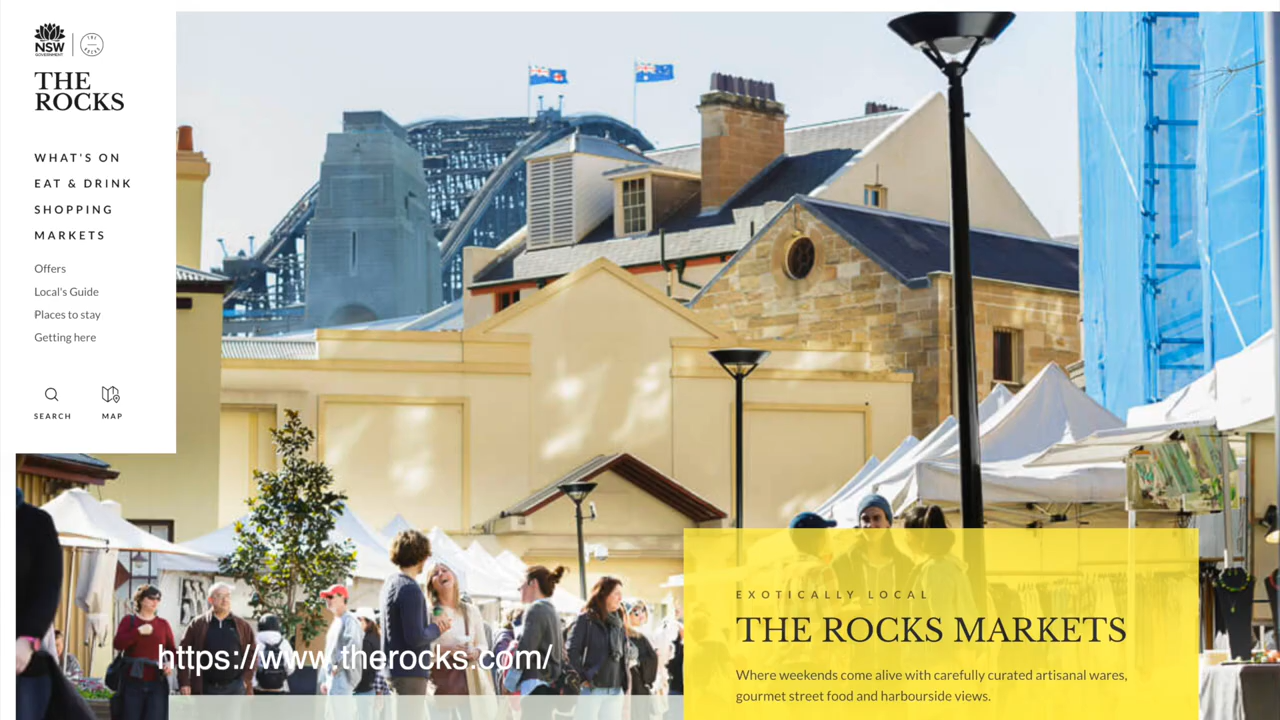 NSW
GOVERNMENT
THE
ROCKS
WHAT'S ON
EAT & DRINK
SHOPPING
MARKETS
Offers
Local's Guide
Places to stay
Getting here
SEARCH
MAP
https://www.therocks.com/
EXOTICALLY LOCAL
THE ROCKS MARKETS
Where weekends come alive with carefully curated artisanal wares,
gourmet street food and harbourside views.